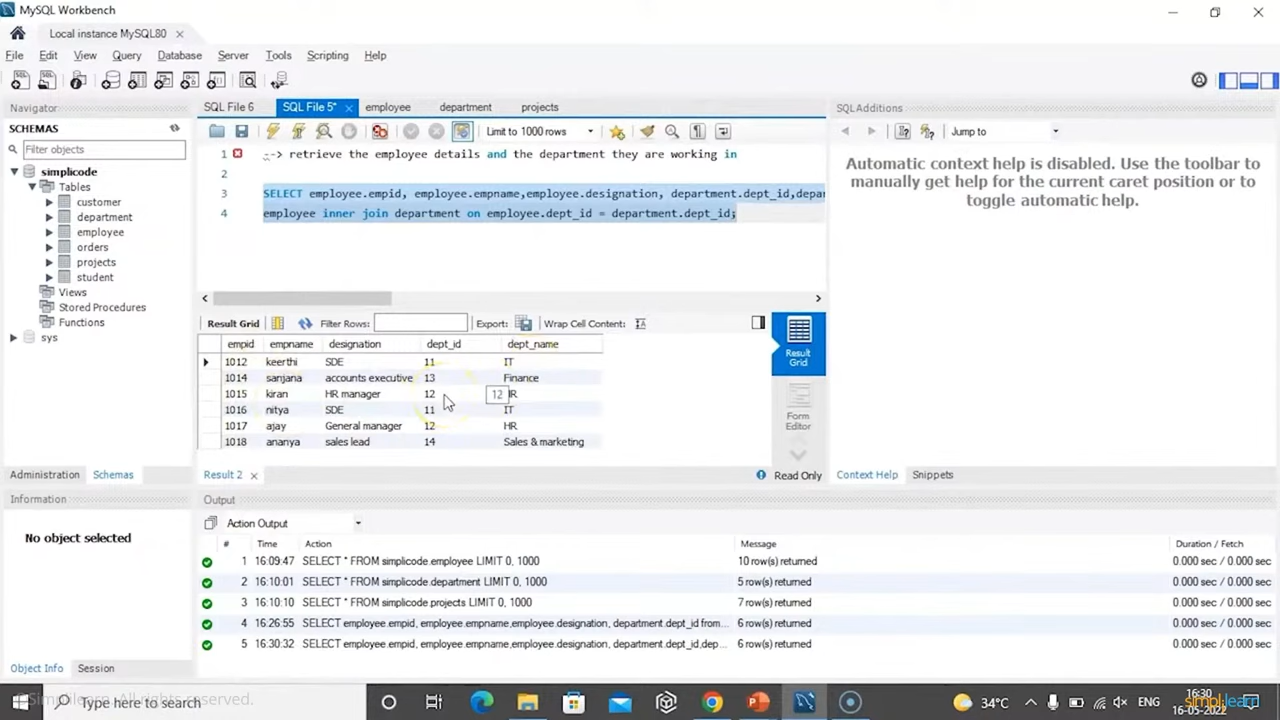 MySQL Workbench
Local instance MySQL80
File Edit View Query Database Server Tools Scripting Help
Navigator
SCHEMAS
Filter objects
simplicode
Tables
customer
department
employee
orders
projects
student
Views
Stored Procedures
Functions
sys
Administration Schemas
Information
No object selected
Object Info Session
SQL File 6 SQL File 5* employee department projects
Limit to 1000 rows
1 --> retrieve the employee details and the department they are working in
2
3 SELECT employee.empid, employee.empname,employee.designation, department.dept_id,depar
4 employee inner join department on employee.dept_id = department.dept_id;
Result Grid Filter Rows: Export: Wrap Cell Content:
empid empname designation dept_id dept_name
1012 keerthi SDE 11 IT
1014 sanjana accounts executive 13 Finance
1015 kiran HR manager 12 12 HR
1016 nitya SDE 11 IT
1017 ajay General manager 12 HR
1018 ananya sales lead 14 Sales & marketing
Result Grid
Form Editor
Result 2 Read Only
SQLAdditions
Jump to
Automatic context help is disabled. Use the toolbar to
manually get help for the current caret position or to
toggle automatic help.
Context Help Snippets
Output
Action Output
# Time Action Message Duration / Fetch
1 16:09:47 SELECT * FROM simplicode.employee LIMIT 0, 1000 10 row(s) returned 0.000 sec / 0.000 sec
2 16:10:01 SELECT * FROM simplicode.department LIMIT 0, 1000 5 row(s) returned 0.000 sec / 0.000 sec
3 16:10:10 SELECT * FROM simplicode.projects LIMIT 0, 1000 7 row(s) returned 0.000 sec / 0.000 sec
4 16:26:55 SELECT employee.empid, employee.empname,employee.designation, department.dept_id from... 6 row(s) returned 0.000 sec / 0.000 sec
5 16:30:32 SELECT employee.empid, employee.empname,employee.designation, department.dept_id,dep... 6 row(s) returned 0.000 sec / 0.000 sec
Simplilearn. All rights reserved.
Type here to search
34°C ENG
16:30
16-05-2022
simplilearn